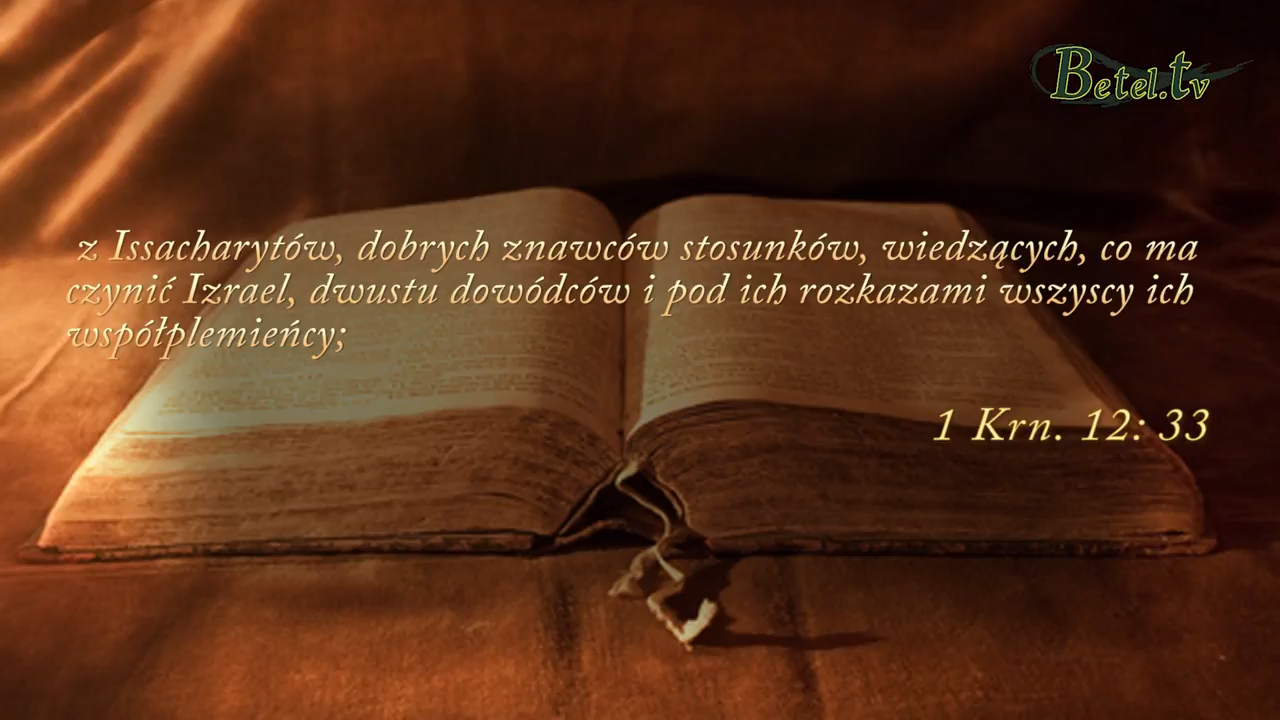 Betel.tv
z Issacharytów, dobrych znawców stosunków, wiedzących, co ma
czynić Izrael, dwustu dowódców i pod ich rozkazami wszyscy ich
współplemieńcy;
1 Krn. 12: 33